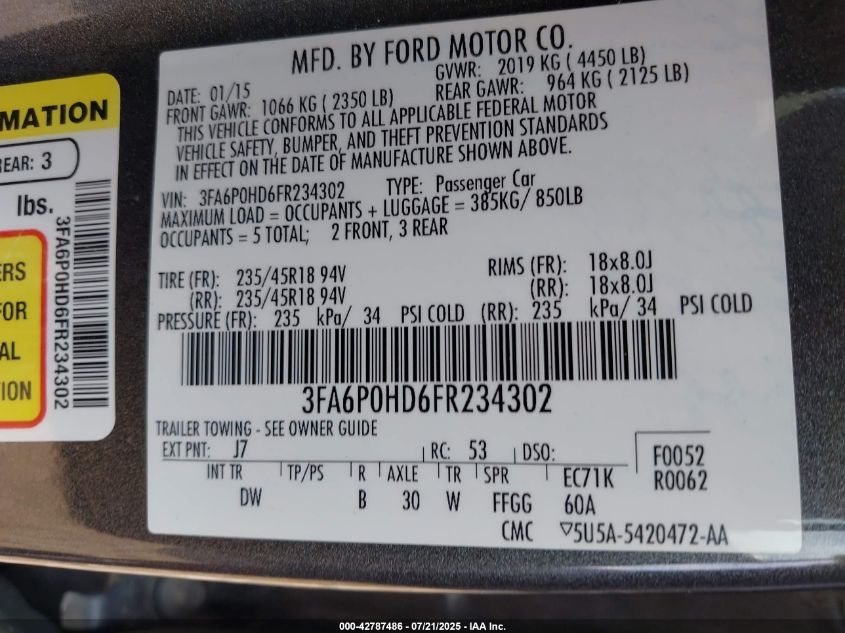 MATION
REAR: 3
lbs.
3FA6P0HD6FR234302
ERS
FOR
AL
TION
MFD. BY FORD MOTOR CO.
DATE: 01/15 GVWR: 2019 KG ( 4450 LB)
FRONT GAWR: 1066 KG ( 2350 LB) REAR GAWR: 964 KG ( 2125 LB)
THIS VEHICLE CONFORMS TO ALL APPLICABLE FEDERAL MOTOR
VEHICLE SAFETY, BUMPER, AND THEFT PREVENTION STANDARDS
IN EFFECT ON THE DATE OF MANUFACTURE SHOWN ABOVE.
VIN: 3FA6P0HD6FR234302 TYPE: Passenger Car
MAXIMUM LOAD = OCCUPANTS + LUGGAGE = 385KG/ 850LB
OCCUPANTS = 5 TOTAL; 2 FRONT, 3 REAR
TIRE (FR): 235/45R18 94V RIMS (FR): 18x8.0J
(RR): 235/45R18 94V (RR): 18x8.0J
PRESSURE (FR): 235 kPa/ 34 PSI COLD (RR): 235 kPa/ 34 PSI COLD
3FA6P0HD6FR234302
TRAILER TOWING - SEE OWNER GUIDE
EXT PNT: J7 RC: 53 DSO: F0052
INT TR TP/PS R AXLE TR SPR EC71K R0062
DW B 30 W FFGG 60A
CMC ▽5U5A-5420472-AA
000-42787486 - 07/21/2025 - IAA Inc.